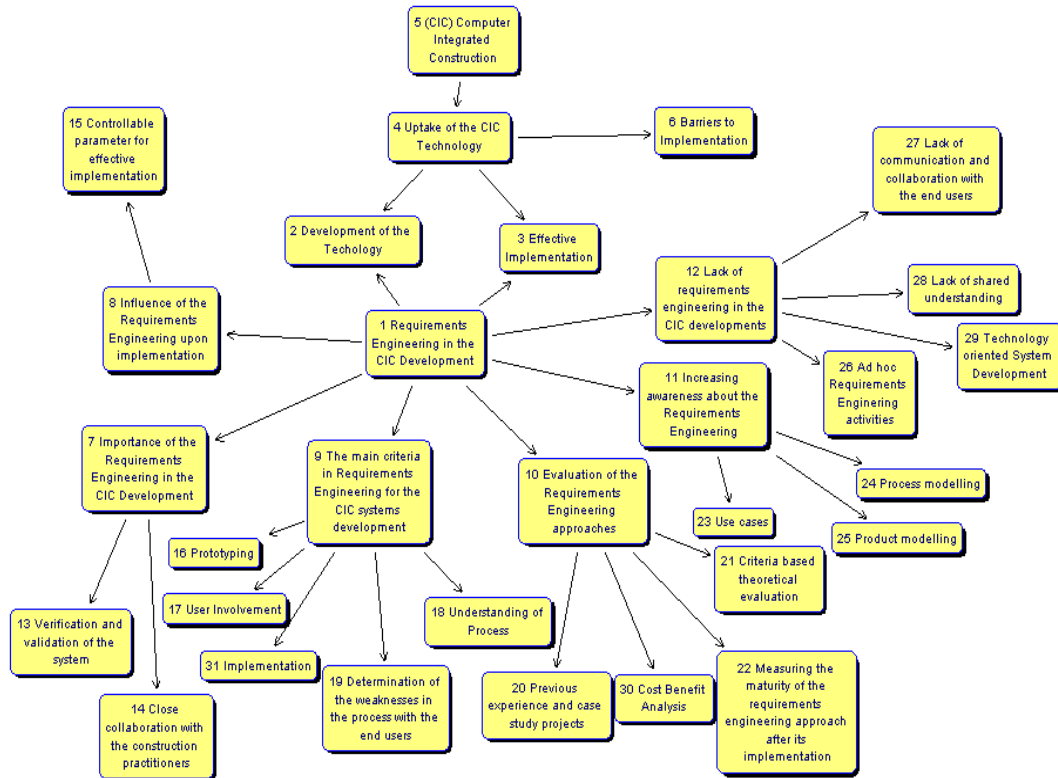 5 (CIC) Computer
Integrated
Construction
15 Controllable
parameter for
effective
implementation
4 Uptake of the CIC
Technology
6 Barriers to
Implementation
27 Lack of
communication and
collaboration with
the end users
2 Development of the
Techology
3 Effective
Implementation
12 Lack of
requirements
engineering in the
CIC developments
28 Lack of shared
understanding
8 Influence of the
Requirements
Engineering upon
implementation
1 Requirements
Engineering in the
CIC Development
29 Technology
oriented System
Development
11 Increasing
awareness about the
Requirements
Engineering
26 Ad hoc
Requirements
Enginering
activities
7 Importance of the
Requirements
Engineering in the
CIC Development
9 The main criteria in
Requirements
Engineering for the
CIC systems
development
10 Evaluation of the
Requirements
Engineering
approaches
24 Process modelling
23 Use cases
25 Product modelling
16 Prototyping
21 Criteria based
theoretical
evaluation
17 User Involvement
18 Understanding of
Process
13 Verification and
validation of the
system
31 Implementation
19 Determination of
the weaknesses in
the process with the
end users
20 Previous
experience and case
study projects
30 Cost Benefit
Analysis
22 Measuring the
maturity of the
requirements
engineering approach
after its
implementation
14 Close
collaboration with
the construction
practitioners